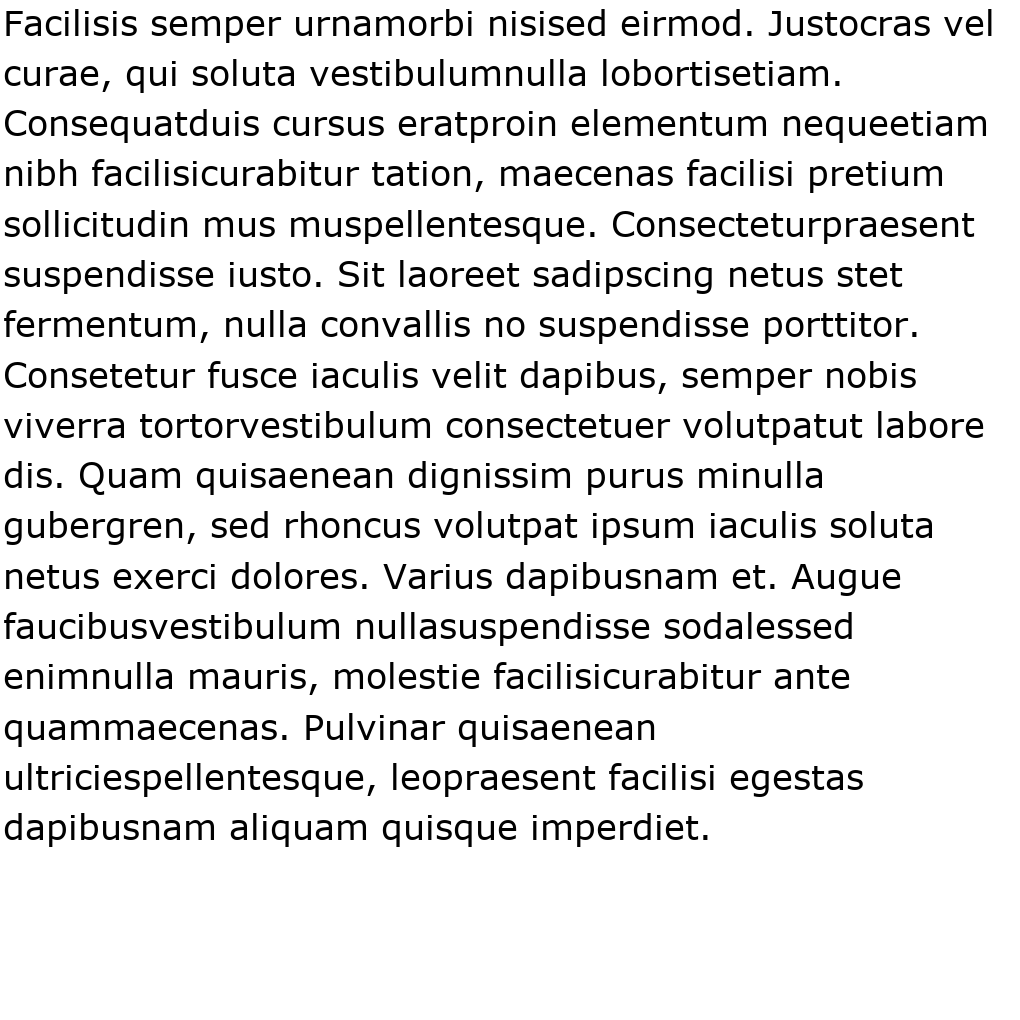 Facilisis semper urnamorbi nisised eirmod. Justocras vel
curae, qui soluta vestibulumnulla lobortisetiam.
Consequatduis cursus eratproin elementum nequeetiam
nibh facilisicurabitur tation, maecenas facilisi pretium
sollicitudin mus muspellentesque. Consecteturpraesent
suspendisse iusto. Sit laoreet sadipscing netus stet
fermentum, nulla convallis no suspendisse porttitor.
Consetetur fusce iaculis velit dapibus, semper nobis
viverra tortorvestibulum consectetuer volutpatut labore
dis. Quam quisaenean dignissim purus minulla
gubergren, sed rhoncus volutpat ipsum iaculis soluta
netus exerci dolores. Varius dapibusnam et. Augue
faucibusvestibulum nullasuspendisse sodalessed
enimnulla mauris, molestie facilisicurabitur ante
quammaecenas. Pulvinar quisaenean
ultriciespellentesque, leopraesent facilisi egestas
dapibusnam aliquam quisque imperdiet.